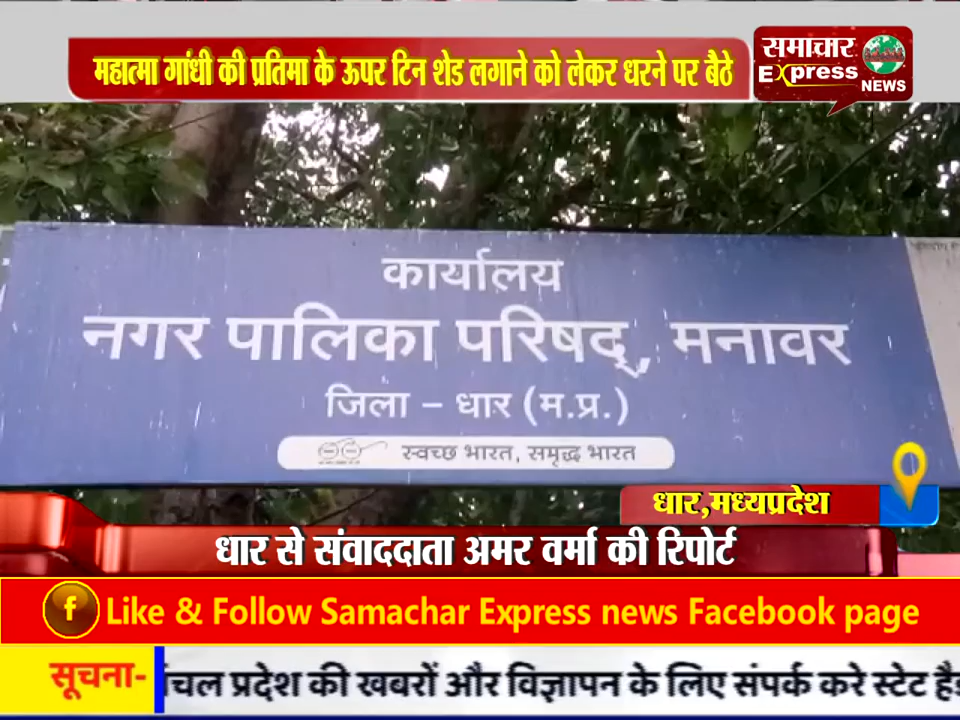 महात्मा गांधी की प्रतिमा के ऊपर टिन शेड लगाने को लेकर धरने पर बैठे
समाचार
Express
NEWS
कार्यालय
नगर पालिका परिषद्, मनावर
जिला – धार (म.प्र.)
स्वच्छ भारत, समृद्ध भारत
धार,मध्यप्रदेश
धार से संवाददाता अमर वर्मा की रिपोर्ट
f Like & Follow Samachar Express news Facebook page
सूचना- प्रदेश की खबरों और विज्ञापन के लिए संपर्क करे स्टेट